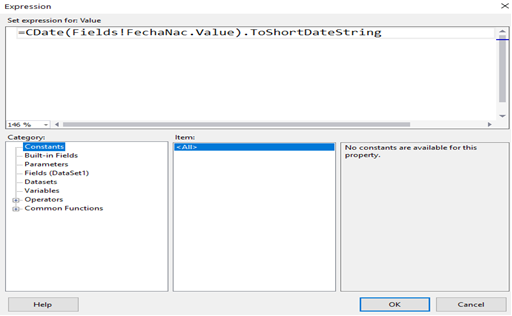 Expression
Set expression for: Value
=CDate(Fields!FechaNac.Value).ToShortDateString
146 %
Category:
Item:
Constants
Built-in Fields
Parameters
Fields (DataSet1)
Datasets
Variables
Operators
Common Functions
<All>
No constants are available for this
property.
Help
OK
Cancel